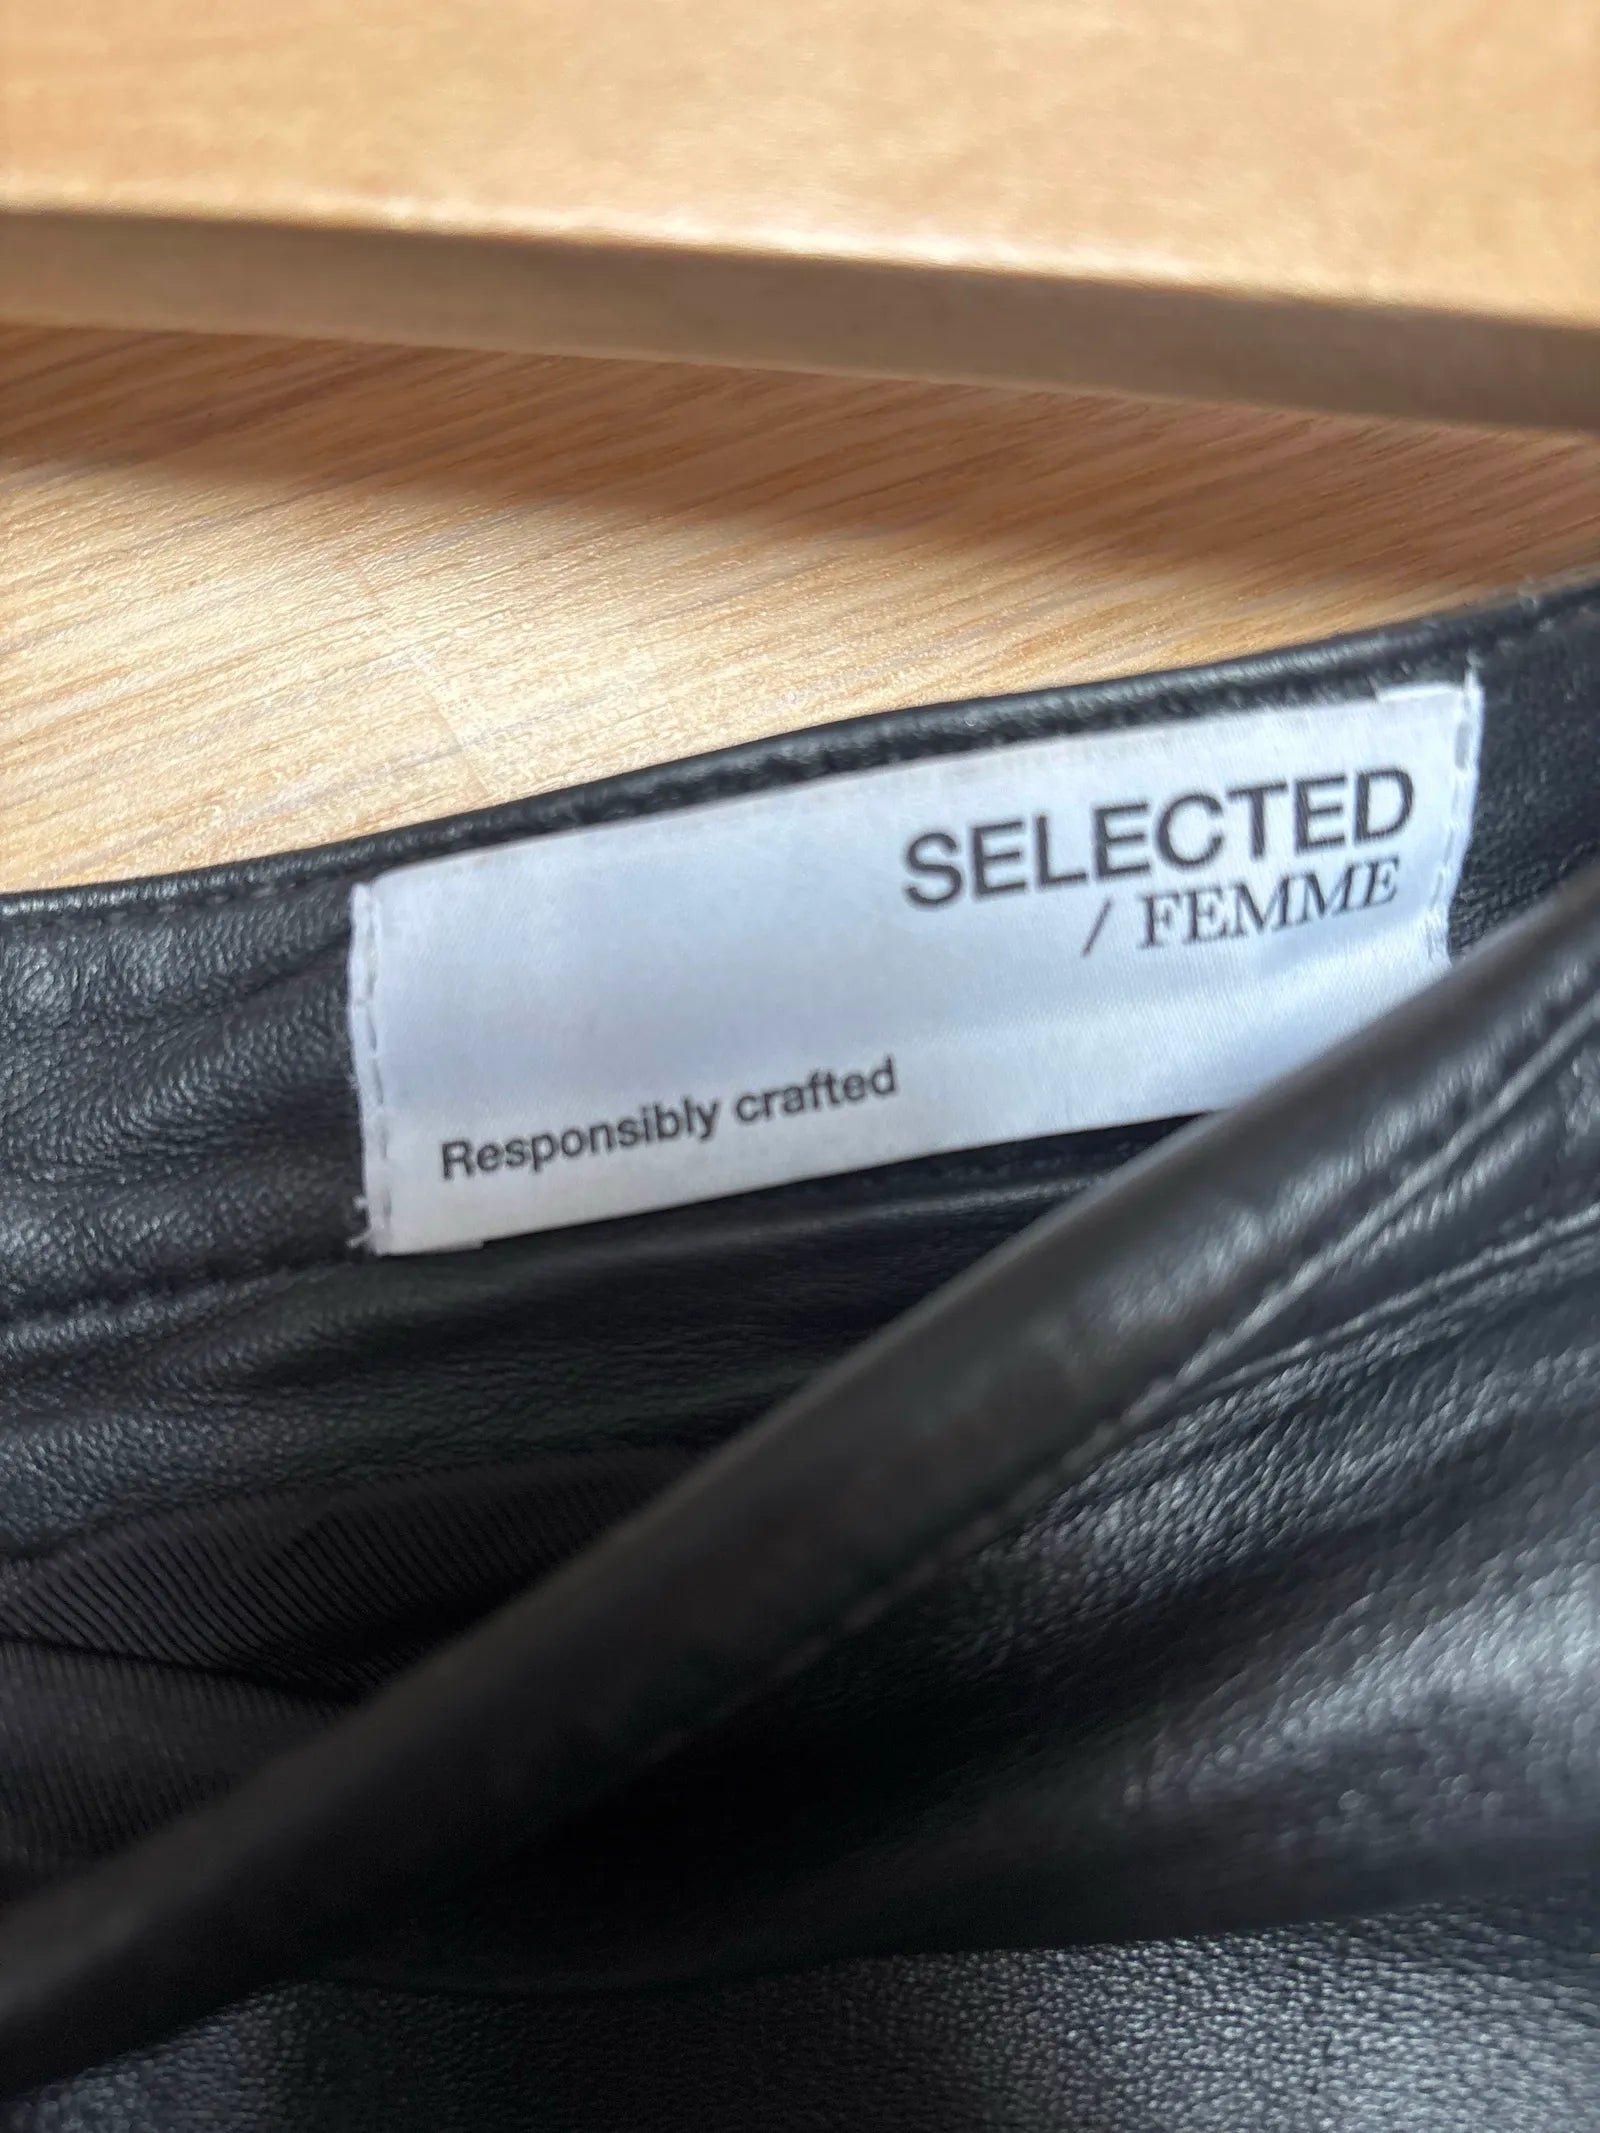 SELECTED
/ FEMME
Responsibly crafted